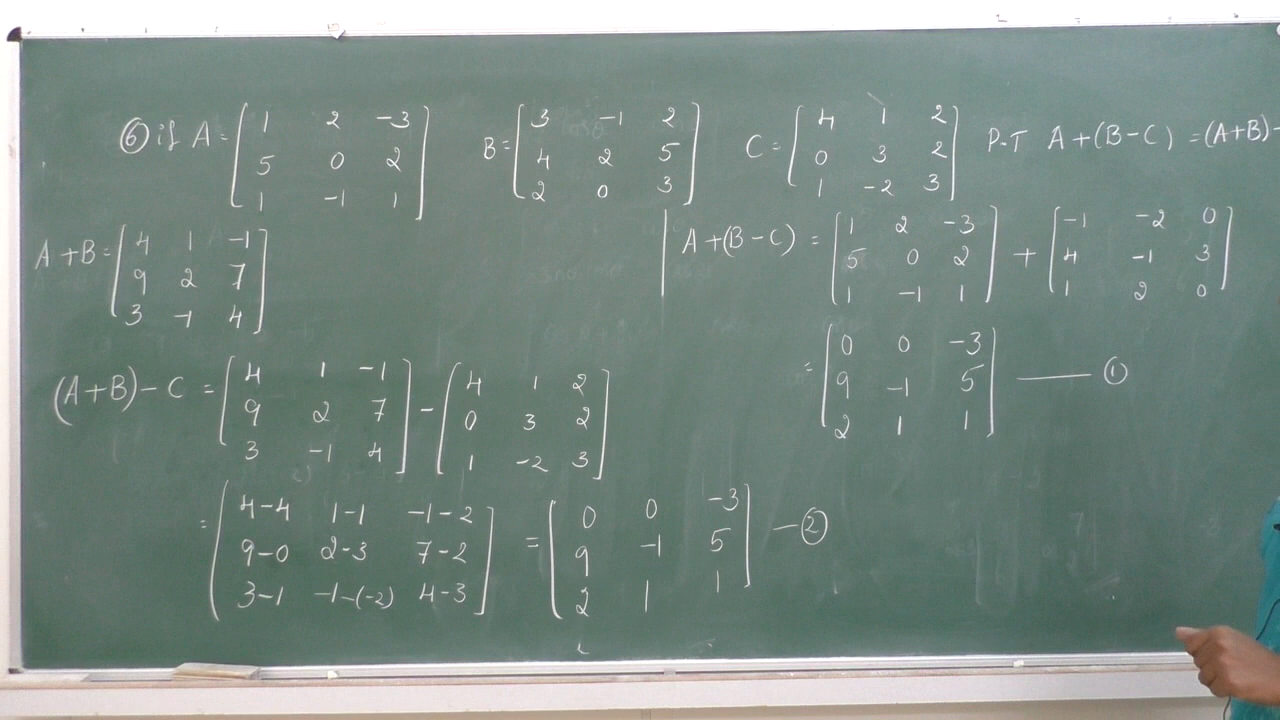 ⑥ if A = [ 1 2 -3 B = [ 3 -1 2 C = [ 4 1 2 P.T A+(B-C) = (A+B)-
5 0 2 4 2 5 0 3 2
1 -1 1 ] 2 0 3 ] 1 -2 3 ]
A+B = [ 4 1 -1
9 2 7
3 -1 4 ]
(A+B)-C = [ 4 1 -1 - [ 4 1 2
9 2 7 0 3 2
3 -1 4 ] 1 -2 3 ]
= [ 4-4 1-1 -1-2 = [ 0 0 -3 — ②
9-0 2-3 7-2 9 -1 5
3-1 -1-(-2) 4-3 ] 2 1 1 ]
A+(B-C) = [ 1 2 -3 + [ -1 -2 0
5 0 2 4 -1 3
1 -1 1 ] 1 2 0 ]
= [ 0 0 -3 — ①
9 -1 5
2 1 1 ]